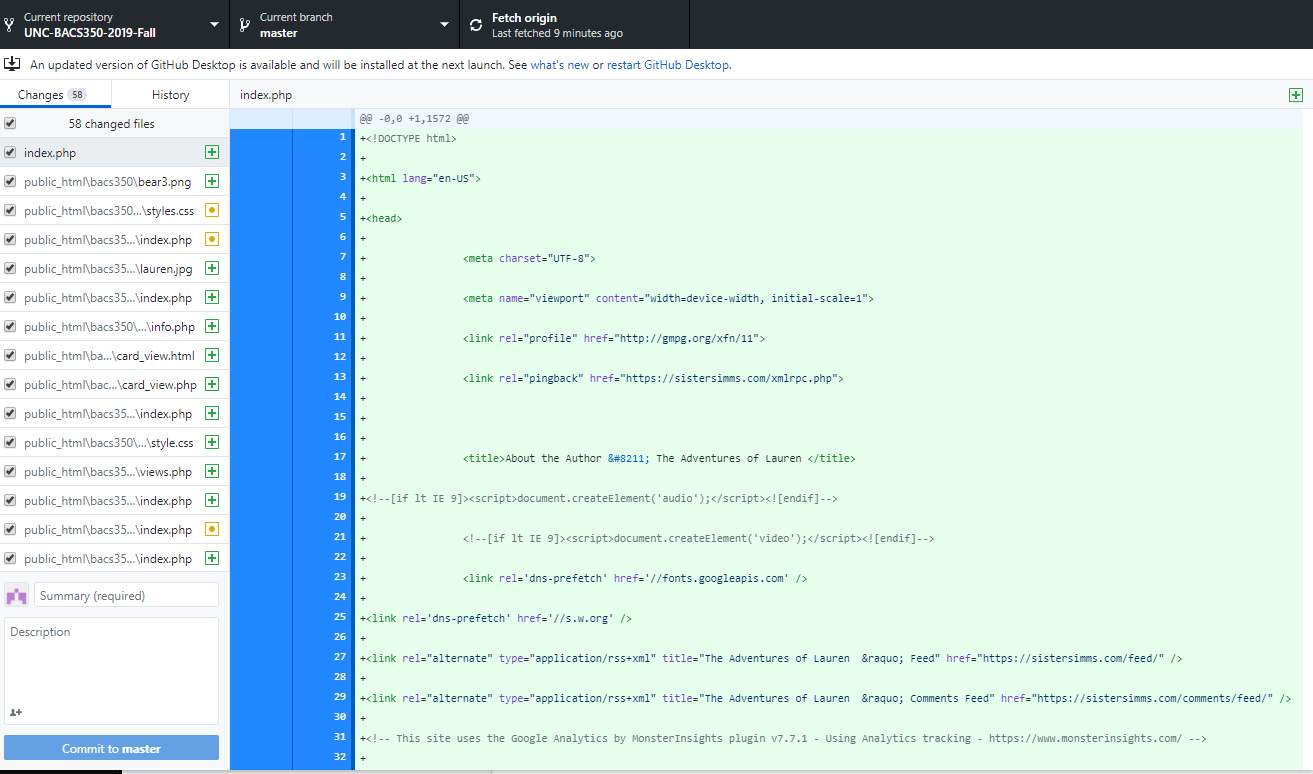 Current repository
UNC-BACS350-2019-Fall
Current branch
master
Fetch origin
Last fetched 9 minutes ago
An updated version of GitHub Desktop is available and will be installed at the next launch. See what's new or restart GitHub Desktop.
Changes 58
History
index.php
58 changed files
index.php
public_html\bacs350\bear3.png
public_html\bacs350...\styles.css
public_html\bacs35...\index.php
public_html\bacs35...\lauren.jpg
public_html\bacs35...\index.php
public_html\bacs350\...\info.php
public_html\ba...\card_view.html
public_html\bac...\card_view.php
public_html\bacs35...\index.php
public_html\bacs350\...\style.css
public_html\bacs35...\views.php
public_html\bacs35...\index.php
public_html\bacs35...\index.php
public_html\bacs35...\index.php
Summary (required)
Description
Commit to master
@@ -0,0 +1,1572 @@
1 +<!DOCTYPE html>
2 +
3 +<html lang="en-US">
4 +
5 +<head>
6 +
7 + <meta charset="UTF-8">
8 +
9 + <meta name="viewport" content="width=device-width, initial-scale=1">
10 +
11 + <link rel="profile" href="http://gmpg.org/xfn/11">
12 +
13 + <link rel="pingback" href="https://sistersimms.com/xmlrpc.php">
14 +
15 +
16 +
17 + <title>About the Author &#8211; The Adventures of Lauren </title>
18 +
19 +<!--[if lt IE 9]><script>document.createElement('audio');</script><![endif]-->
20 +
21 + <!--[if lt IE 9]><script>document.createElement('video');</script><![endif]-->
22 +
23 + <link rel='dns-prefetch' href='//fonts.googleapis.com' />
24 +
25 +<link rel='dns-prefetch' href='//s.w.org' />
26 +
27 +<link rel="alternate" type="application/rss+xml" title="The Adventures of Lauren  &raquo; Feed" href="https://sistersimms.com/feed/" />
28 +
29 +<link rel="alternate" type="application/rss+xml" title="The Adventures of Lauren  &raquo; Comments Feed" href="https://sistersimms.com/comments/feed/" />
30 +
31 +<!-- This site uses the Google Analytics by MonsterInsights plugin v7.7.1 - Using Analytics tracking - https://www.monsterinsights.com/ -->
32 +